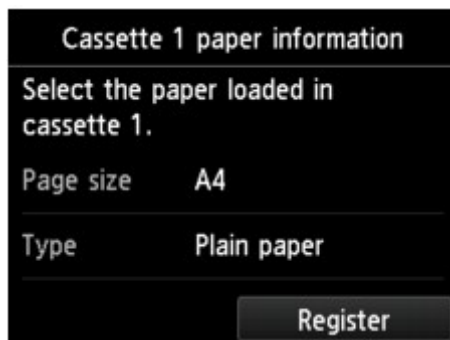 Cassette 1 paper information
Select the paper loaded in
cassette 1.
Page size A4
Type Plain paper
Register